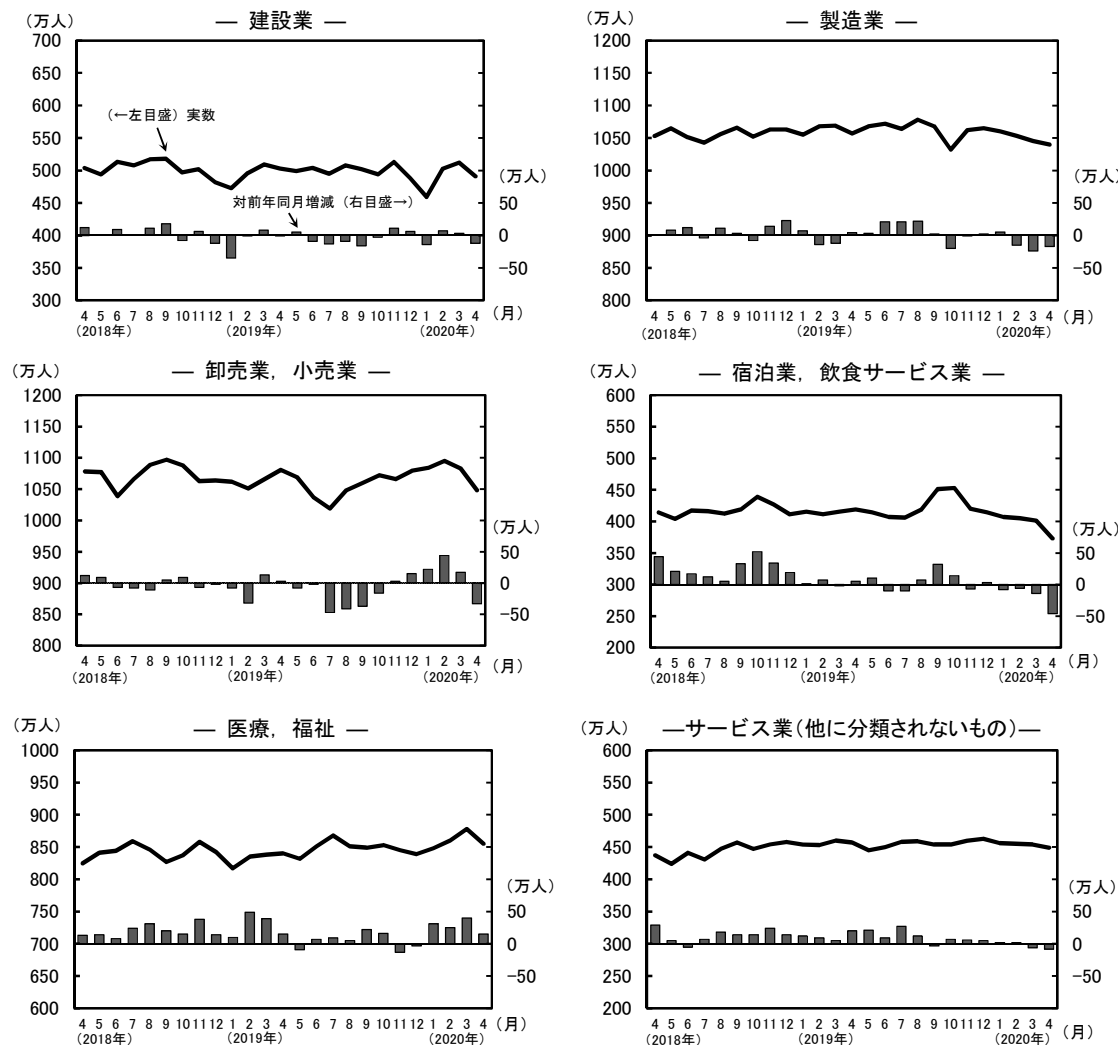 (万人)
― 建設業 ―
700
650
600
550
500
450
400
350
300
(←左目盛)実数
対前年同月増減(右目盛→)
(万人)
50
0
−50
4 5 6 7 8 9 10 11 12 1 2 3 4 5 6 7 8 9 10 11 12 1 2 3 4
(月)
(2018年) (2019年) (2020年)
(万人)
― 製造業 ―
1200
1150
1100
1050
1000
950
900
850
800
(万人)
50
0
−50
4 5 6 7 8 9 10 11 12 1 2 3 4 5 6 7 8 9 10 11 12 1 2 3 4
(月)
(2018年) (2019年) (2020年)
(万人)
― 卸売業,小売業 ―
1200
1100
1050
1000
950
900
850
800
(万人)
50
0
−50
4 5 6 7 8 9 10 11 12 1 2 3 4 5 6 7 8 9 10 11 12 1 2 3 4
(月)
(2018年) (2019年) (2020年)
(万人)
― 宿泊業,飲食サービス業 ―
600
550
500
450
400
350
300
250
200
(万人)
50
0
−50
4 5 6 7 8 9 10 11 12 1 2 3 4 5 6 7 8 9 10 11 12 1 2 3 4
(月)
(2018年) (2019年) (2020年)
(万人)
― 医療,福祉 ―
1000
950
900
850
800
750
700
650
600
(万人)
50
0
−50
4 5 6 7 8 9 10 11 12 1 2 3 4 5 6 7 8 9 10 11 12 1 2 3 4
(月)
(2018年) (2019年) (2020年)
(万人)
―サービス業(他に分類されないもの)―
600
550
500
450
400
350
300
250
200
(万人)
50
0
−50
4 5 6 7 8 9 10 11 12 1 2 3 4 5 6 7 8 9 10 11 12 1 2 3 4
(月)
(2018年) (2019年) (2020年)